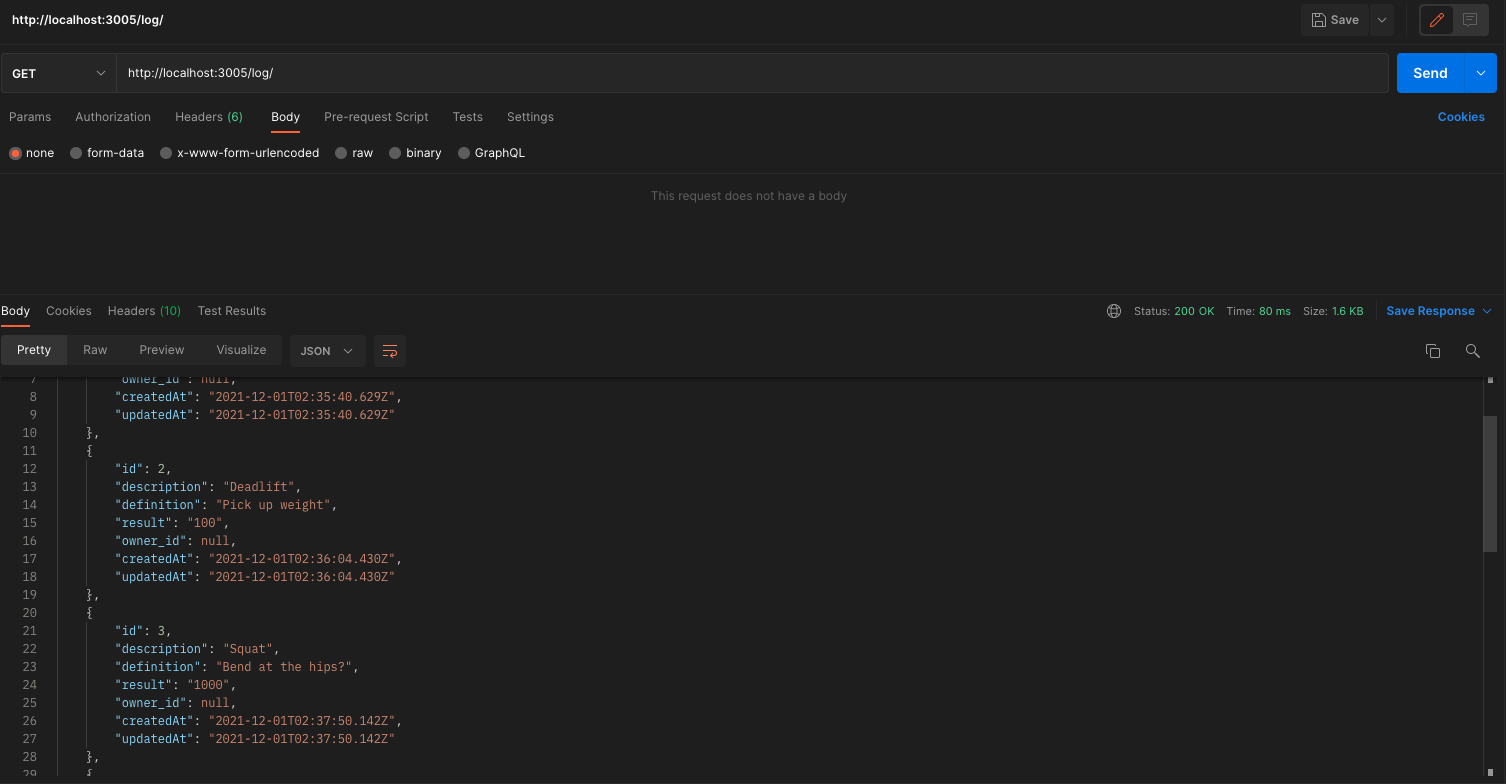 http://localhost:3005/log/
Save
GET
http://localhost:3005/log/
Send
Params Authorization Headers (6) Body Pre-request Script Tests Settings Cookies
none form-data x-www-form-urlencoded raw binary GraphQL
This request does not have a body
Body Cookies Headers (10) Test Results Status: 200 OK Time: 80 ms Size: 1.6 KB Save Response
Pretty Raw Preview Visualize JSON
7 "owner_id": null,
8 "createdAt": "2021-12-01T02:35:40.629Z",
9 "updatedAt": "2021-12-01T02:35:40.629Z"
10 },
11 {
12 "id": 2,
13 "description": "Deadlift",
14 "definition": "Pick up weight",
15 "result": "100",
16 "owner_id": null,
17 "createdAt": "2021-12-01T02:36:04.430Z",
18 "updatedAt": "2021-12-01T02:36:04.430Z"
19 },
20 {
21 "id": 3,
22 "description": "Squat",
23 "definition": "Bend at the hips?",
24 "result": "1000",
25 "owner_id": null,
26 "createdAt": "2021-12-01T02:37:50.142Z",
27 "updatedAt": "2021-12-01T02:37:50.142Z"
28 },
29 {